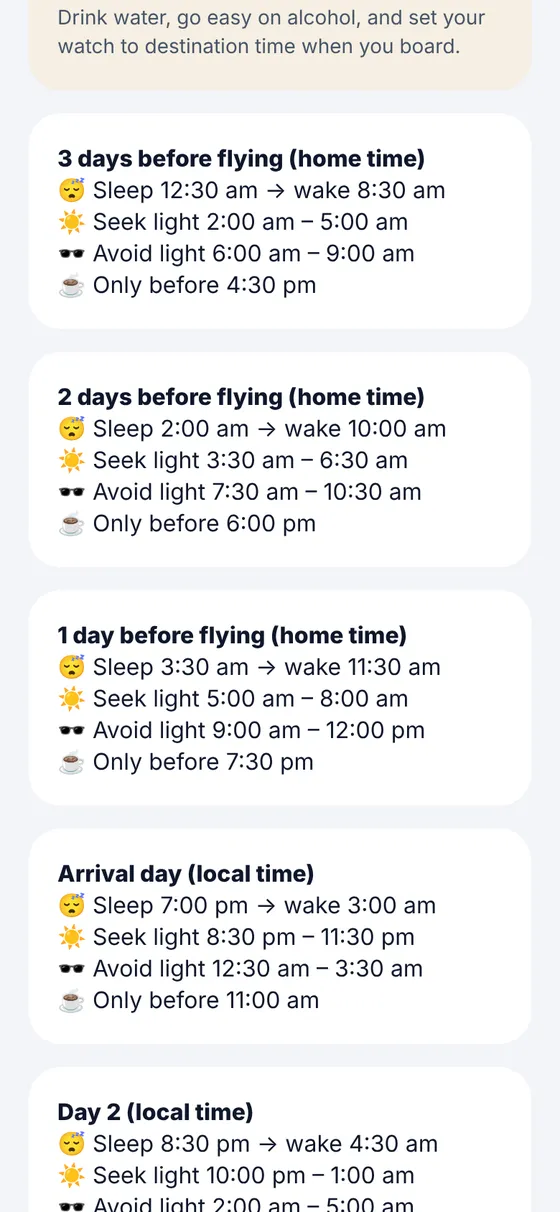 Drink water, go easy on alcohol, and set your
watch to destination time when you board.
3 days before flying (home time)
😴 Sleep 12:30 am → wake 8:30 am
☀️ Seek light 2:00 am – 5:00 am
🕶️ Avoid light 6:00 am – 9:00 am
☕ Only before 4:30 pm
2 days before flying (home time)
😴 Sleep 2:00 am → wake 10:00 am
☀️ Seek light 3:30 am – 6:30 am
🕶️ Avoid light 7:30 am – 10:30 am
☕ Only before 6:00 pm
1 day before flying (home time)
😴 Sleep 3:30 am → wake 11:30 am
☀️ Seek light 5:00 am – 8:00 am
🕶️ Avoid light 9:00 am – 12:00 pm
☕ Only before 7:30 pm
Arrival day (local time)
😴 Sleep 7:00 pm → wake 3:00 am
☀️ Seek light 8:30 pm – 11:30 pm
🕶️ Avoid light 12:30 am – 3:30 am
☕ Only before 11:00 am
Day 2 (local time)
😴 Sleep 8:30 pm → wake 4:30 am
☀️ Seek light 10:00 pm – 1:00 am
🕶️ Avoid light 2:00 am – 5:00 am